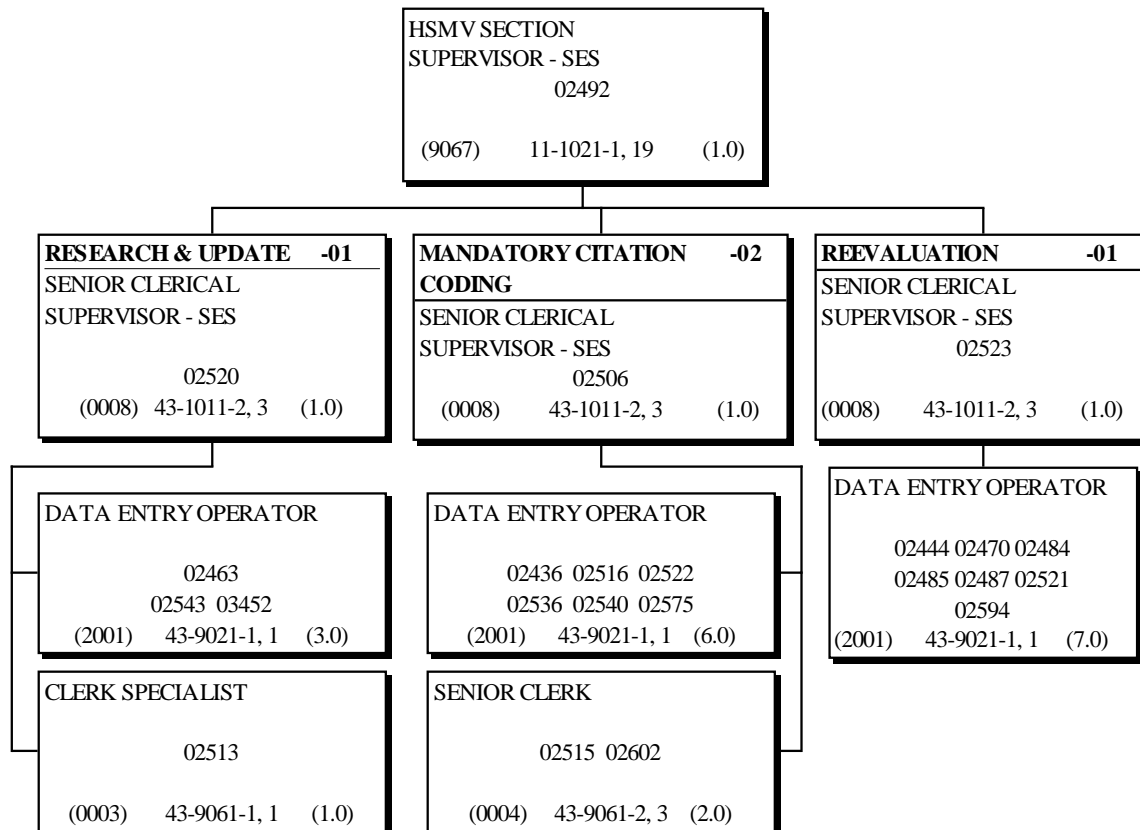 HSMV SECTION
SUPERVISOR - SES
02492
(9067) 11-1021-1, 19 (1.0)
RESEARCH & UPDATE -01
SENIOR CLERICAL
SUPERVISOR - SES
02520
(0008) 43-1011-2, 3 (1.0)
MANDATORY CITATION -02
CODING
SENIOR CLERICAL
SUPERVISOR - SES
02506
(0008) 43-1011-2, 3 (1.0)
REEVALUATION -01
SENIOR CLERICAL
SUPERVISOR - SES
02523
(0008) 43-1011-2, 3 (1.0)
DATA ENTRY OPERATOR
02463
02543 03452
(2001) 43-9021-1, 1 (3.0)
DATA ENTRY OPERATOR
02436 02516 02522
02536 02540 02575
(2001) 43-9021-1, 1 (6.0)
DATA ENTRY OPERATOR
02444 02470 02484
02485 02487 02521
02594
(2001) 43-9021-1, 1 (7.0)
CLERK SPECIALIST
02513
(0003) 43-9061-1, 1 (1.0)
SENIOR CLERK
02515 02602
(0004) 43-9061-2, 3 (2.0)